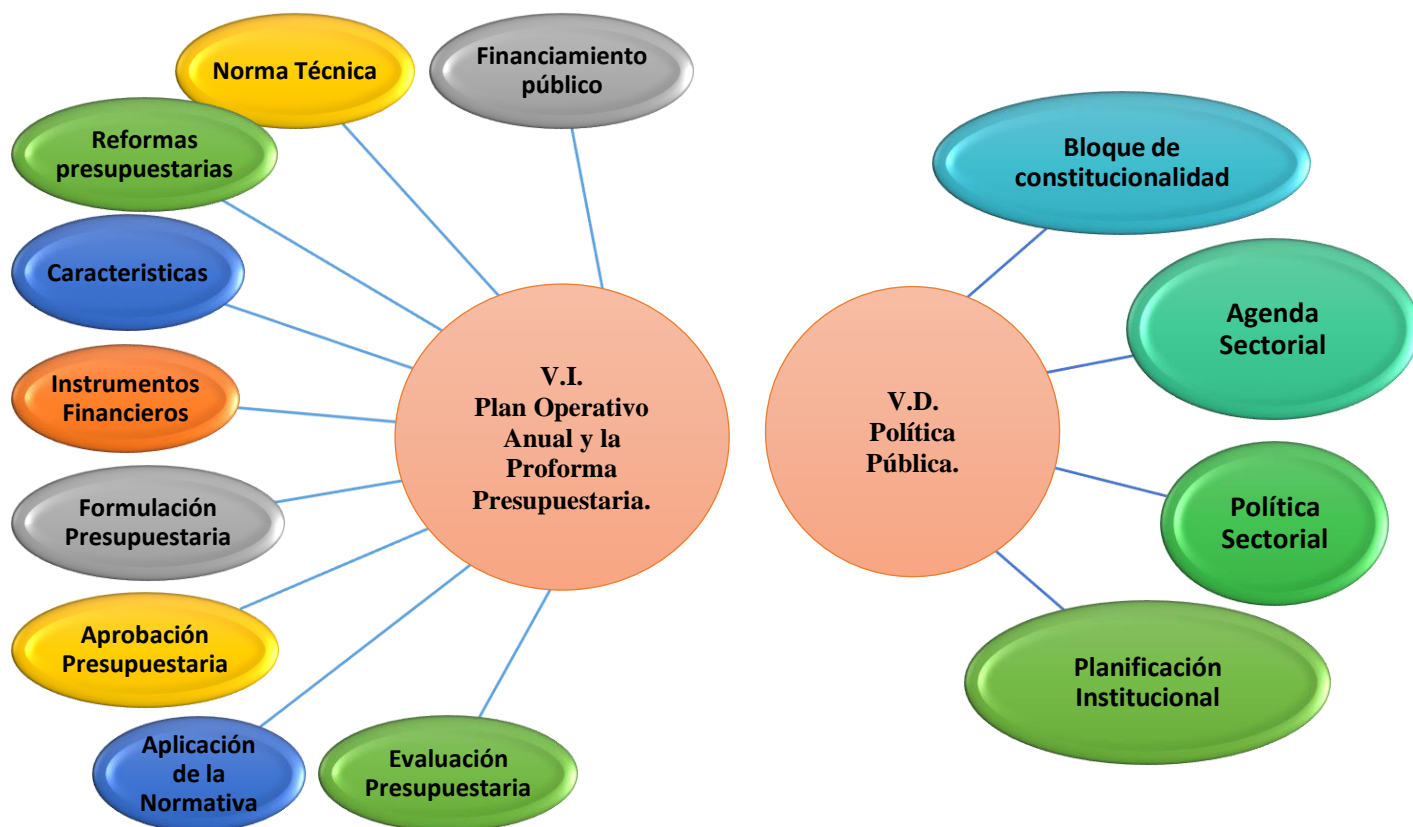 Norma Técnica
Financiamiento
público
Reformas
presupuestarias
Caracteristicas
Instrumentos
Financieros
Formulación
Presupuestaria
Aprobación
Presupuestaria
Aplicación
de la
Normativa
Evaluación
Presupuestaria
V.I.
Plan Operativo
Anual y la
Proforma
Presupuestaria.
V.D.
Política
Pública.
Bloque de
constitucionalidad
Agenda
Sectorial
Política
Sectorial
Planificación
Institucional